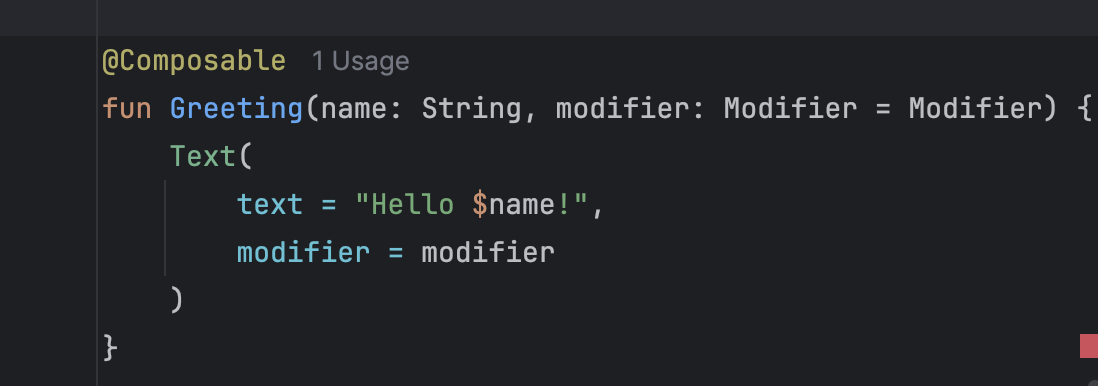 @Composable 1 Usage
fun Greeting(name: String, modifier: Modifier = Modifier) {
    Text(
        text = "Hello $name!",
        modifier = modifier
    )
}